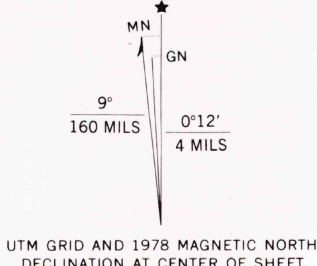 MN
GN
9°
160 MILS
0°12′
4 MILS
UTM GRID AND 1978 MAGNETIC NORTH
DECLINATION AT CENTER OF SHEET